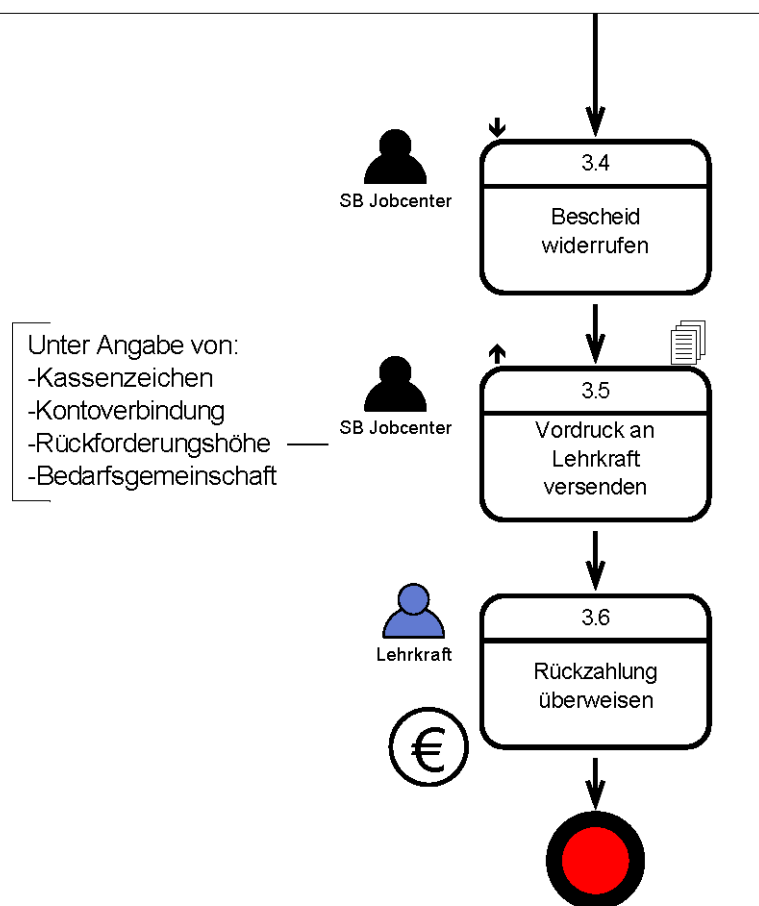 3.4
SB Jobcenter
Bescheid
widerrufen
Unter Angabe von:
-Kassenzeichen
-Kontoverbindung
-Rückforderungshöhe
-Bedarfsgemeinschaft
SB Jobcenter
3.5
Vordruck an
Lehrkraft
versenden
Lehrkraft
3.6
Rückzahlung
überweisen
€